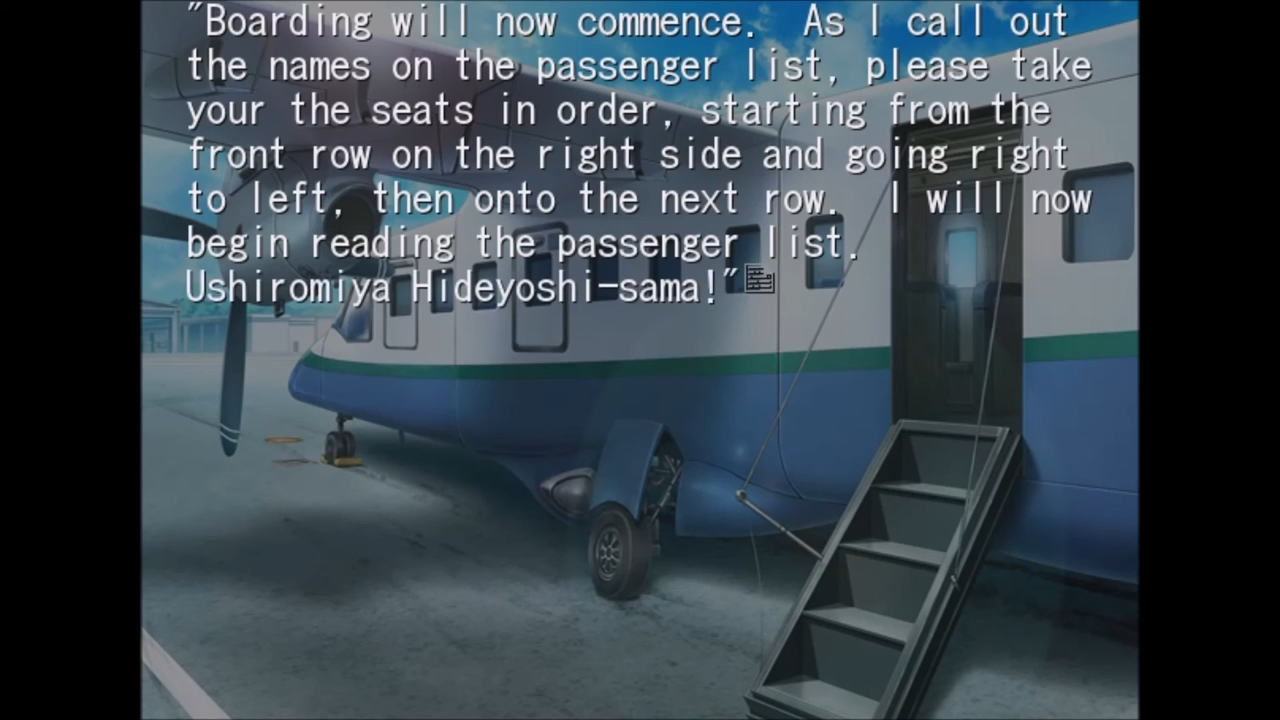 "Boarding will now commence.  As I call out
the names on the passenger list, please take
your the seats in order, starting from the
front row on the right side and going right
to left, then onto the next row.  I will now
begin reading the passenger list.
Ushiromiya Hideyoshi-sama!"